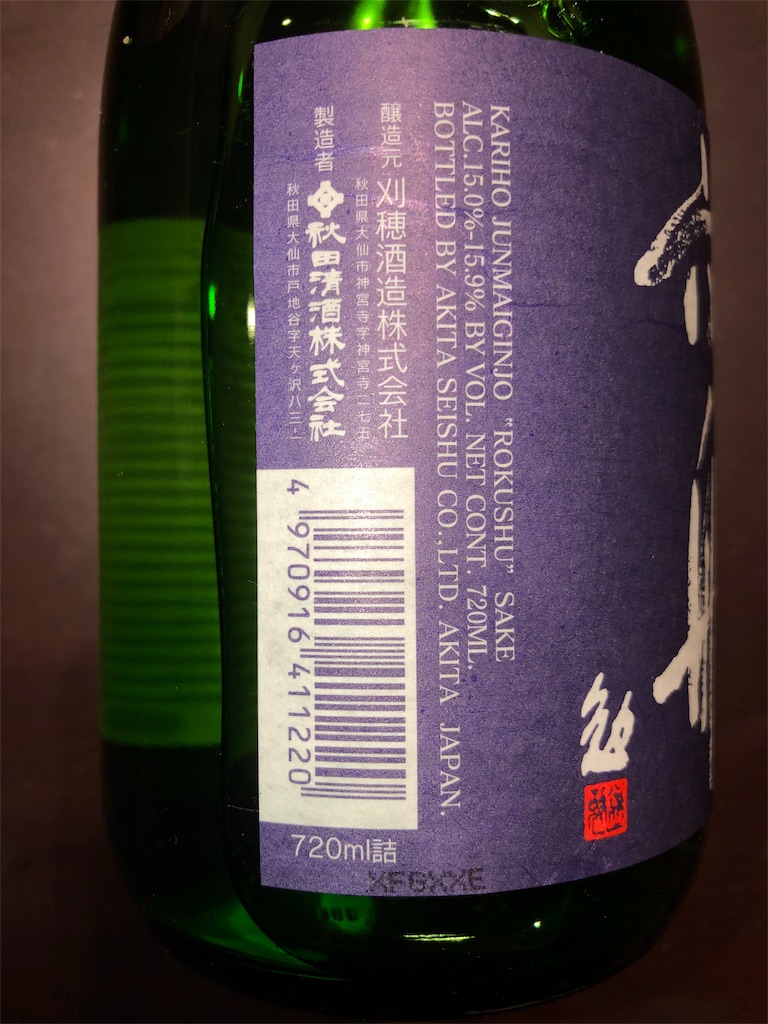 KARIHO JUNMAIGINJO “ROKUSHU” SAKE
ALC.15.0%-15.9% BY VOL. NET CONT. 720ML.
BOTTLED BY AKITA SEISHU CO.,LTD. AKITA JAPAN.
醸造元 刈穂酒造株式会社
秋田県大仙市神宮寺字神宮寺一七五
製造者 秋田清酒株式会社
秋田県大仙市戸地谷字天ヶ沢八三-一
4 970916 411220
720ml詰